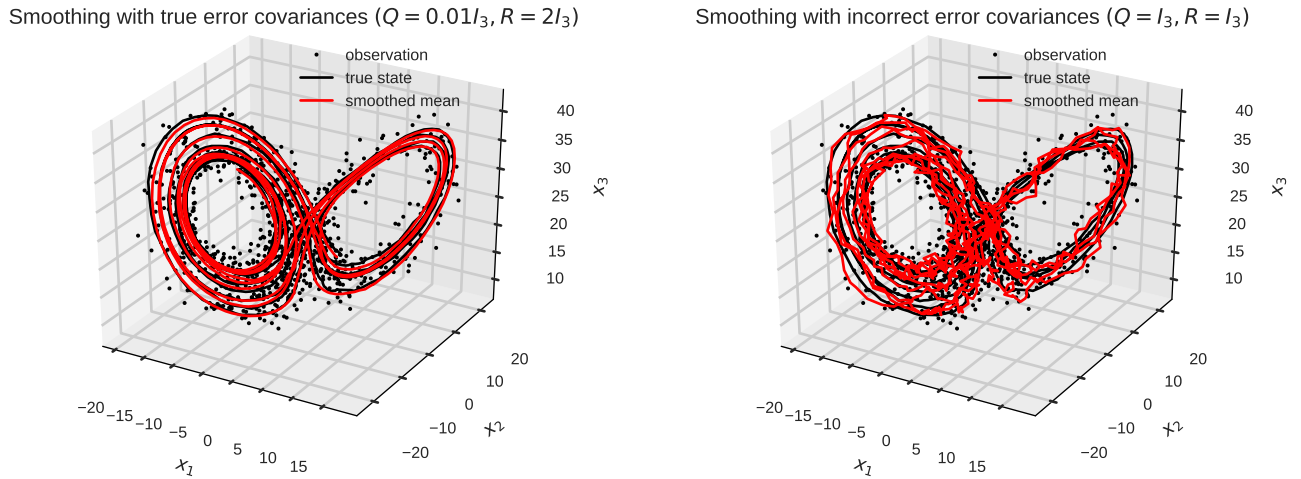 Smoothing with true error covariances (Q = 0.01I₃, R = 2I₃)
observation
true state
smoothed mean
40
35
30
25
20
15
10
x₃
20
10
0
−10
−20
x₂
−20
−15
−10
−5
0
5
10
15
x₁
Smoothing with incorrect error covariances (Q = I₃, R = I₃)
observation
true state
smoothed mean
40
35
30
25
20
15
10
x₃
20
10
0
−10
−20
x₂
−20
−15
−10
−5
0
5
10
15
x₁